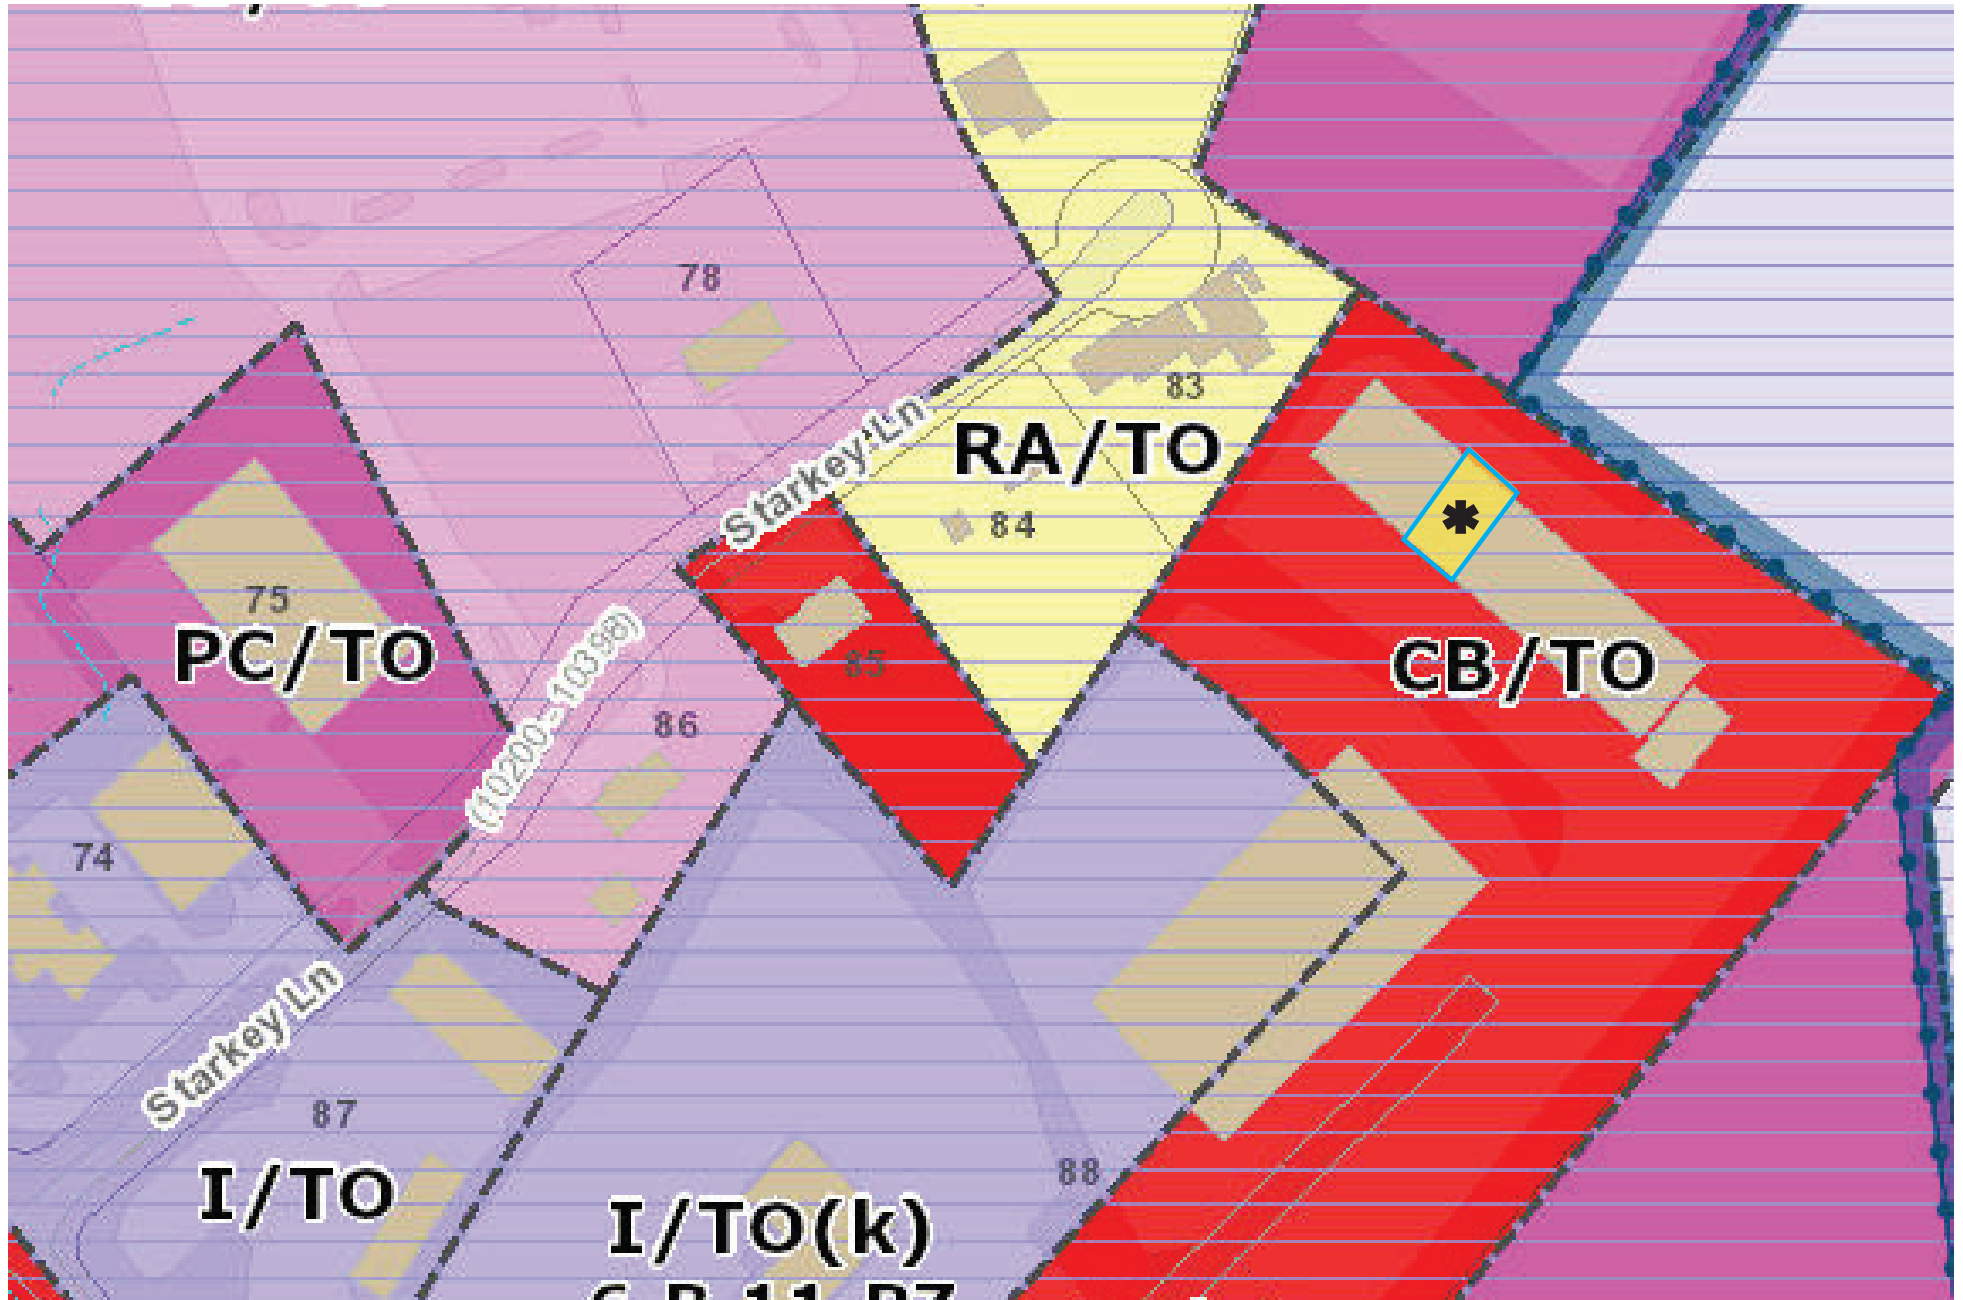 78
83
Starkey Ln
RA/TO
84
✱
75
PC/TO
85
CB/TO
(10200-10398)
86
74
Starkey Ln
87
88
I/TO
I/TO(k)